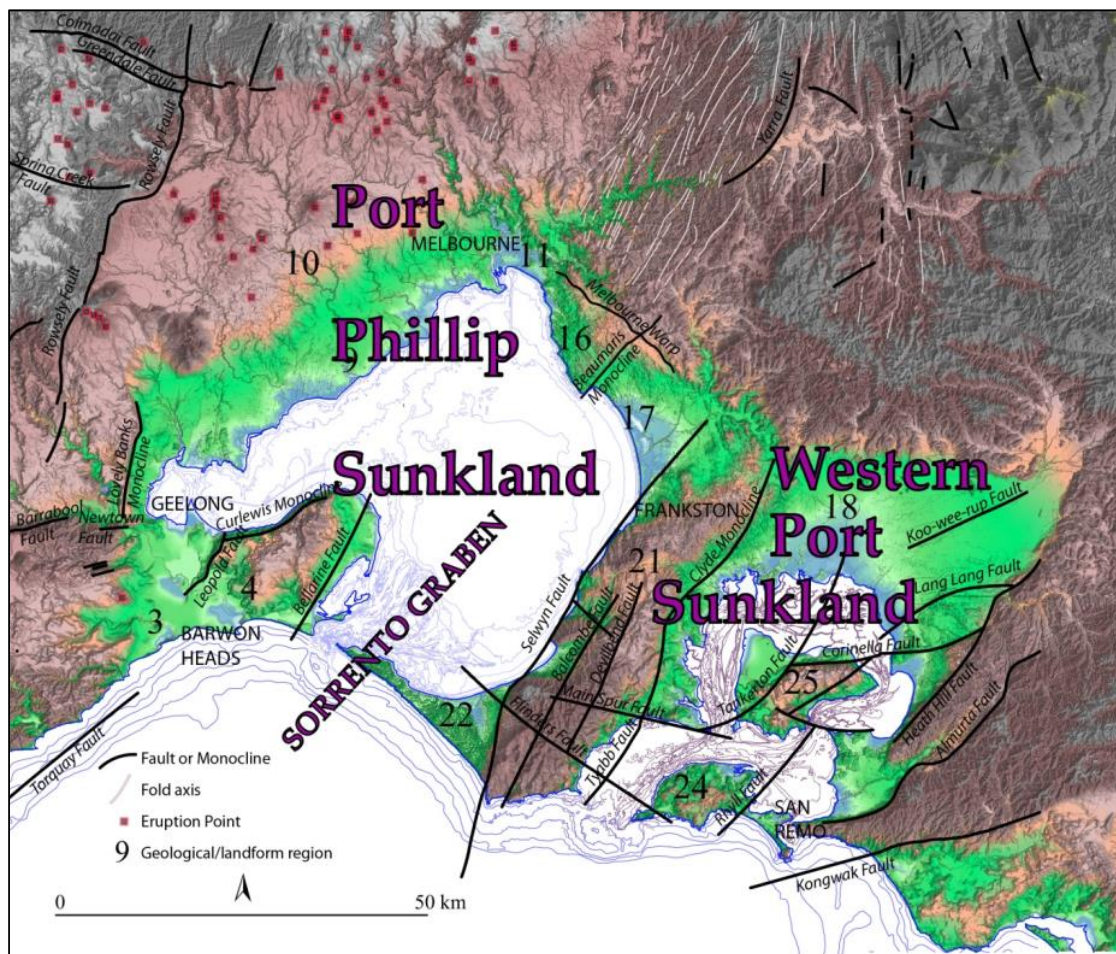 Colmadai Fault
Greendale Fault
Rowsely Fault
Spring Creek
Fault
Yarra Fault
Port
MELBOURNE
10
11
Melbourne Warp
Rowsely Fault
Phillip
9
16
Beaumaris
Monocline
17
Lovely Banks
Monocline
Sunkland
Western
GEELONG
Curlewis Monocline
18
FRANKSTON
Koo-wee-rup Fault
Barrabool
Fault
Newtown
Fault
Port
Clyde Monocline
Leopold Fault
Bellarine Fault
21
Lang Lang Fault
4
SORRENTO GRABEN
Selwyn Fault
Sunkland
3
BARWON
HEADS
Balcombe Fault
Devilbend Fault
Corinella Fault
Tankerton Fault
25
Main Spur Fault
22
Flinders Fault
Heath Hill Fault
Almurta Fault
Torquay Fault
Tyabb Fault
Fault or Monocline
Fold axis
24
Rhyll Fault
SAN
REMO
Eruption Point
9 Geological/landform region
Kongwak Fault
0 50 km